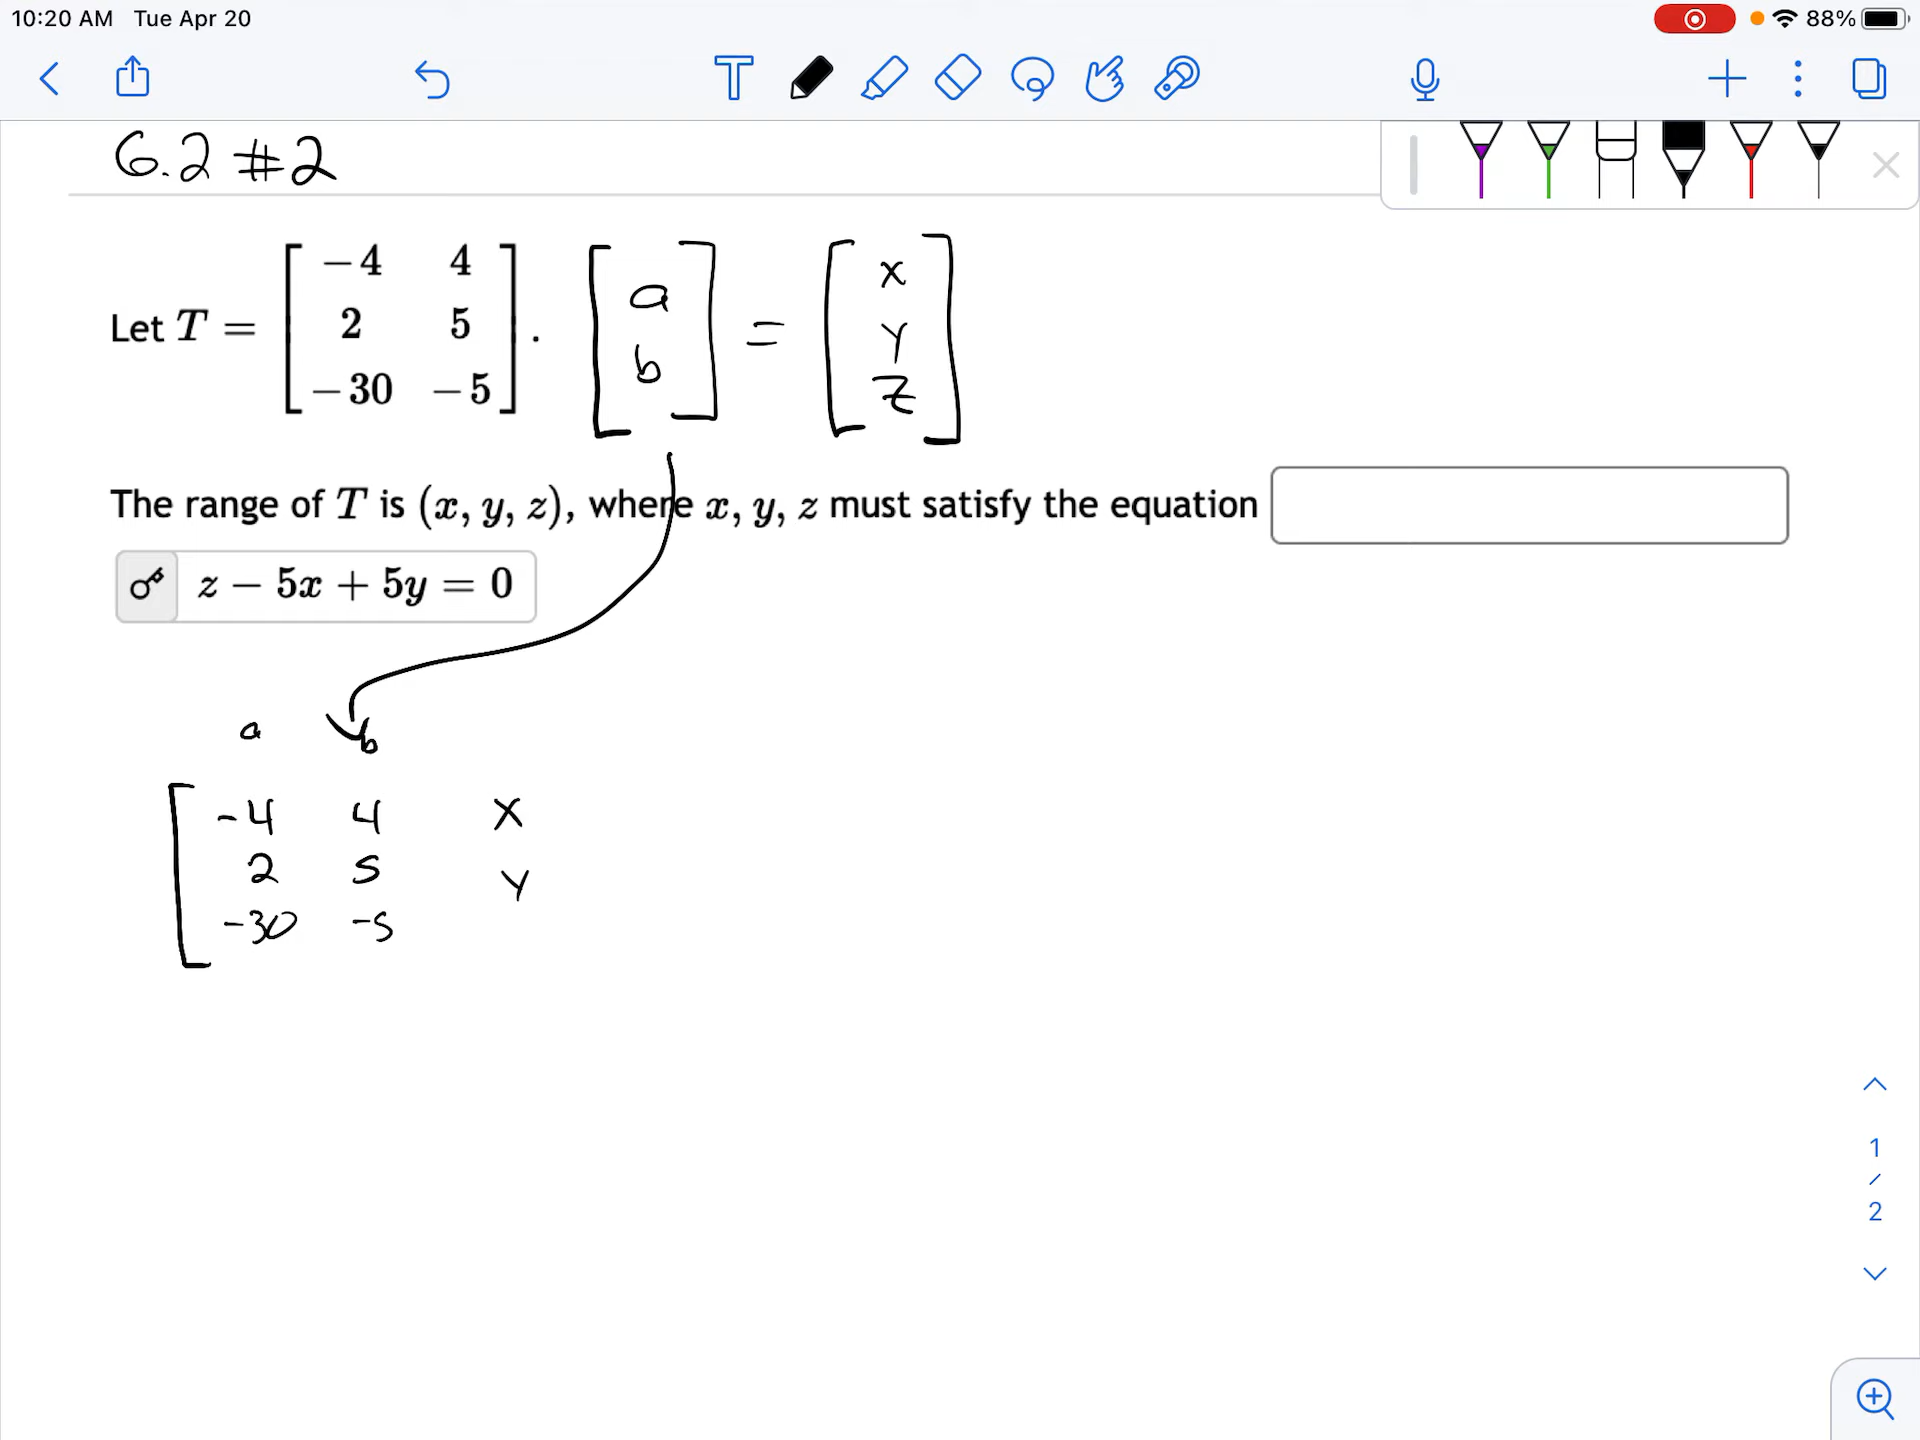 10:20 AM Tue Apr 20
88%
T
6.2 #2
Let T = [ -4 4 ; 2 5 ; -30 -5 ] . [ a ; b ] = [ x ; y ; z ]
The range of T is (x, y, z), where x, y, z must satisfy the equation
z − 5x + 5y = 0
a b
-4 4 x
2 5 y
-30 -5
1
/
2